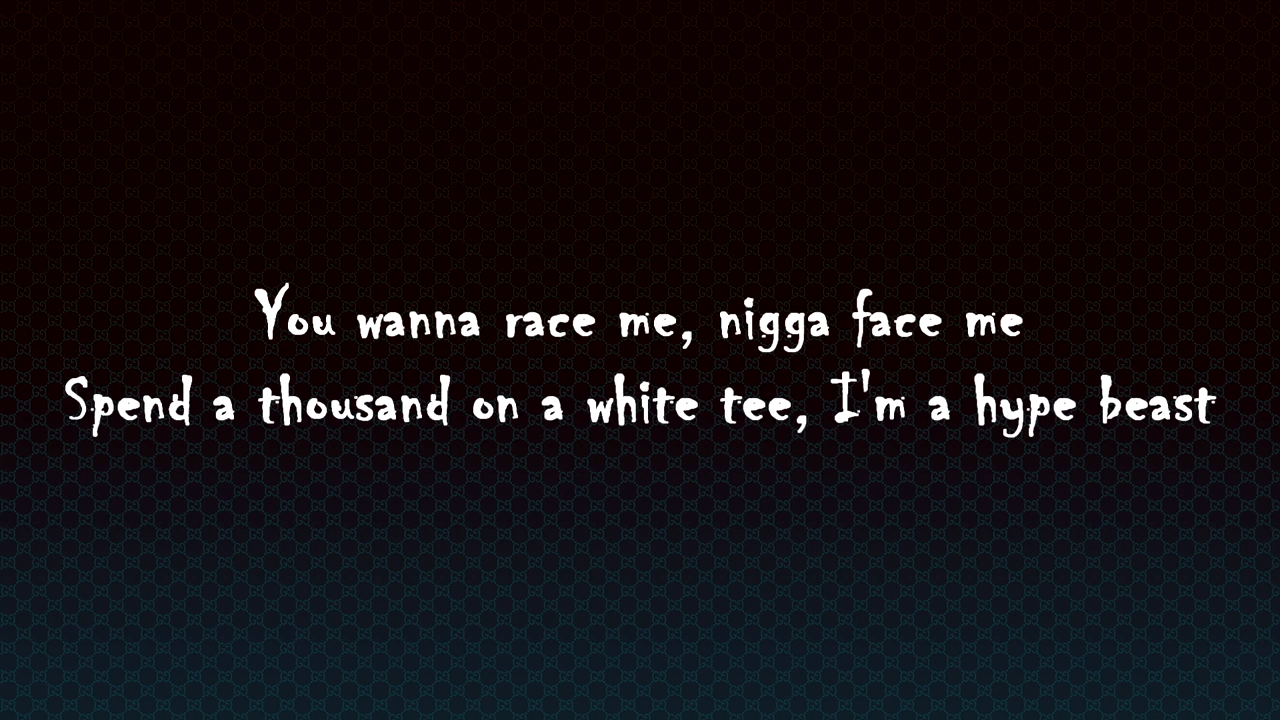 You wanna race me, nigga face me
Spend a thousand on a white tee, I'm a hype beast